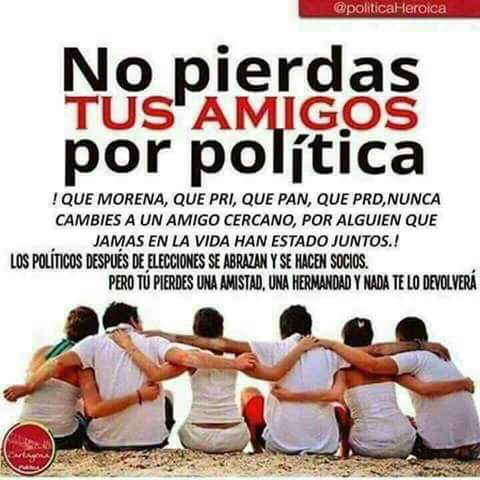 @políticaHeroica
No pierdas
TUS AMIGOS
por política
! QUE MORENA, QUE PRI, QUE PAN, QUE PRD,NUNCA
CAMBIES A UN AMIGO CERCANO, POR ALGUIEN QUE
JAMAS EN LA VIDA HAN ESTADO JUNTOS.!
LOS POLÍTICOS DESPUÉS DE ELECCIONES SE ABRAZAN Y SE HACEN SOCIOS.
PERO TÚ PIERDES UNA AMISTAD, UNA HERMANDAD Y NADA TE LO DEVOLVERÁ
Cartagena